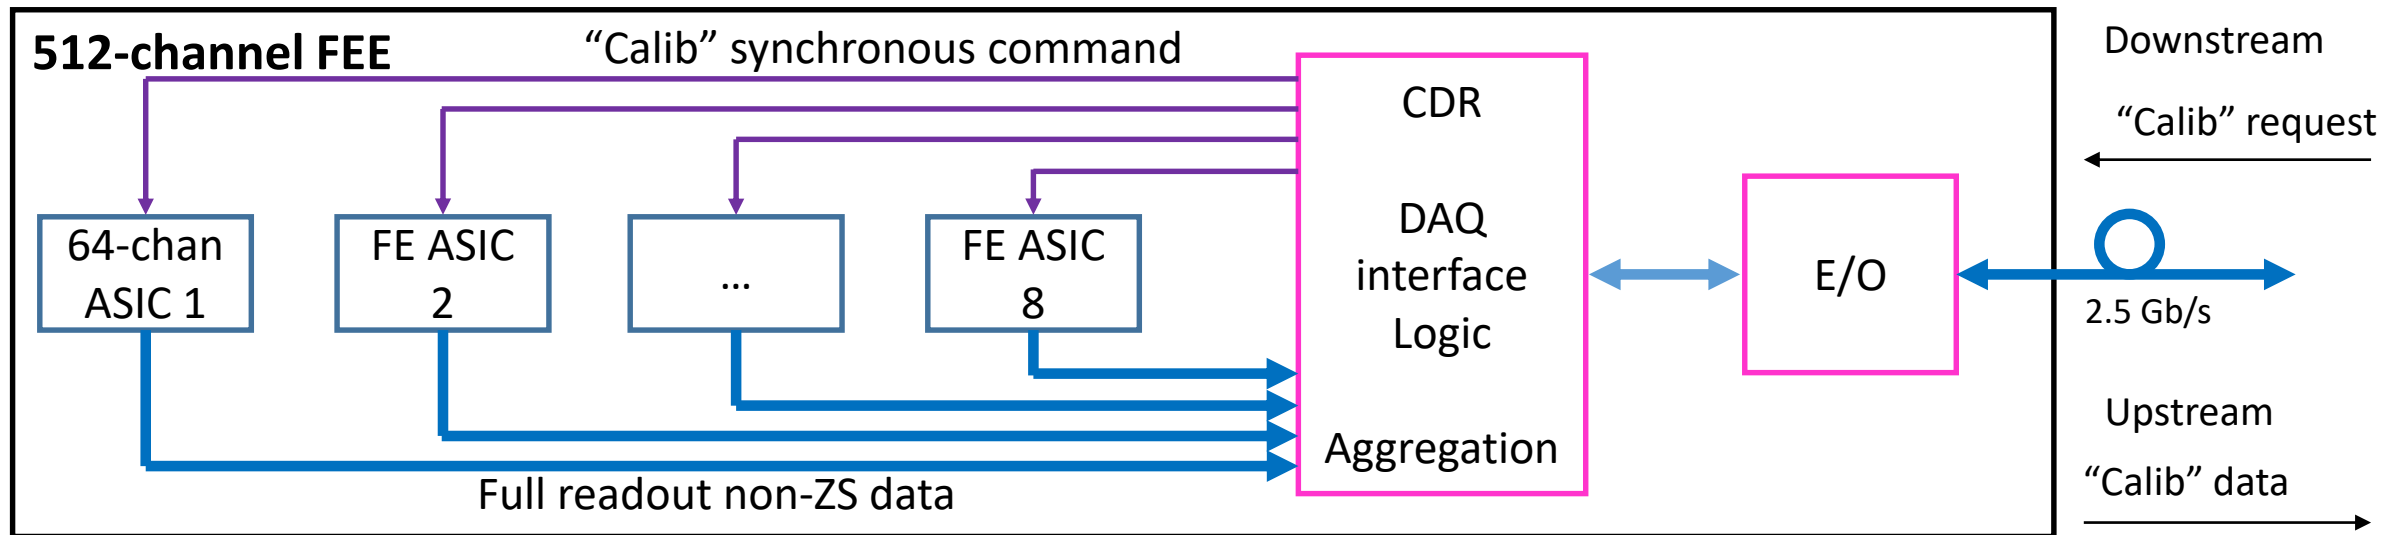 512-channel FEE
“Calib” synchronous command
64-chan
ASIC 1
FE ASIC
2
...
FE ASIC
8
Full readout non-ZS data
CDR
DAQ
interface
Logic
Aggregation
E/O
Downstream
“Calib” request
2.5 Gb/s
Upstream
“Calib” data